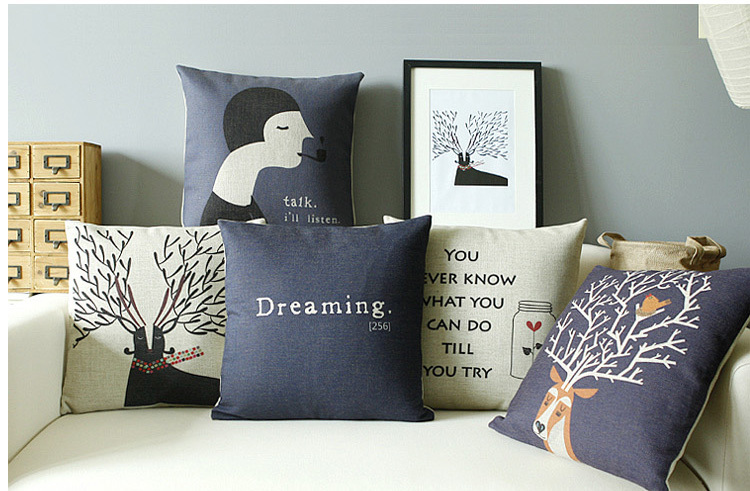 talk.
i'll listen.
Dreaming.
[256]
YOU
EVER KNOW
WHAT YOU
CAN DO
TILL
YOU TRY